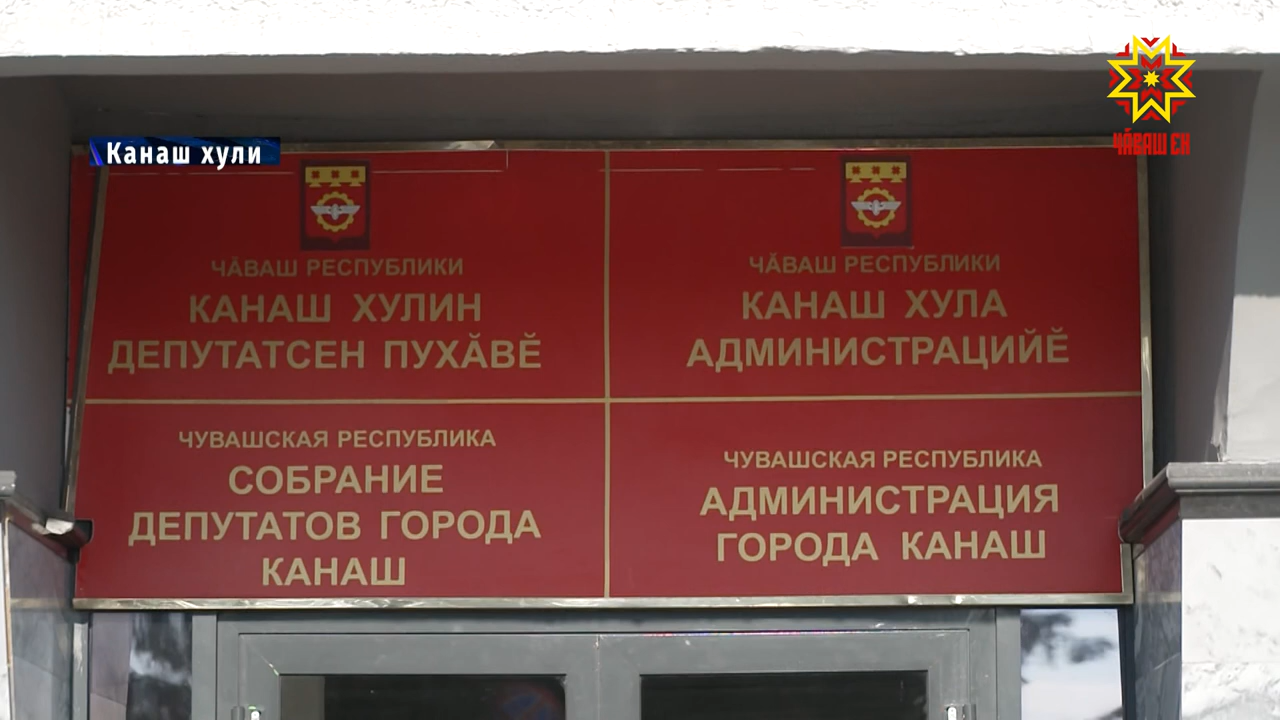 Канаш хули
ЧӐВАШ ЕН
ЧӐВАШ РЕСПУБЛИКИ
КАНАШ ХУЛИН
ДЕПУТАТСЕН ПУХӐВӖ
ЧӐВАШ РЕСПУБЛИКИ
КАНАШ ХУЛА
АДМИНИСТРАЦИЙӖ
ЧУВАШСКАЯ РЕСПУБЛИКА
СОБРАНИЕ
ДЕПУТАТОВ ГОРОДА
КАНАШ
ЧУВАШСКАЯ РЕСПУБЛИКА
АДМИНИСТРАЦИЯ
ГОРОДА КАНАШ